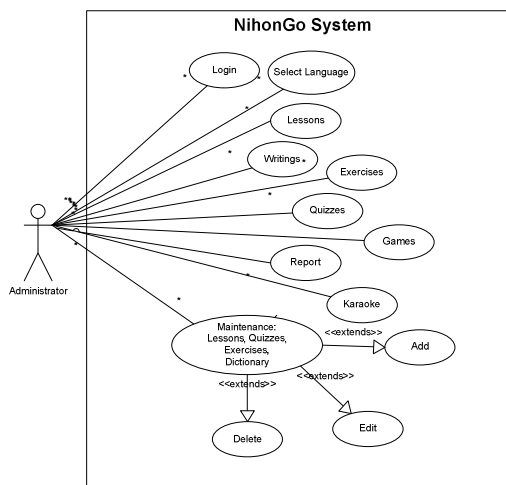 NihonGo System
Login
Select Language
Lessons
Writings
Exercises
Quizzes
Games
Report
Karaoke
Administrator
Maintenance:
Lessons, Quizzes,
Exercises,
Dictionary
<<extends>>
Add
<<extends>>
Edit
<<extends>>
Delete